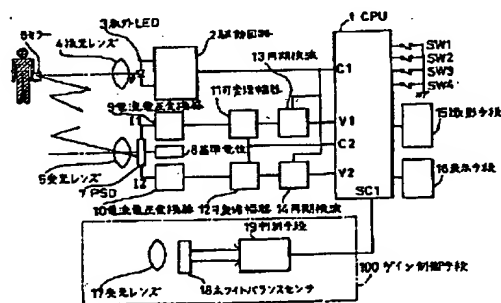 1 CPU
2 駆動回路
3 赤外LED
4 投光レンズ
6 ミラー
SW1
SW2
SW3
SW4
13 同期検波
C1
11 可変増幅器
9 電流電圧変換器
I1
V1
15 撮影手段
8 基準電位
C2
5 受光レンズ
7 PSD
I2
V2
16 表示手段
10 電流電圧変換器
12 可変増幅器
14 同期検波
SC1
19 判別手段
100 ゲイン制御手段
17 受光レンズ
18 ホワイトバランスセンサ